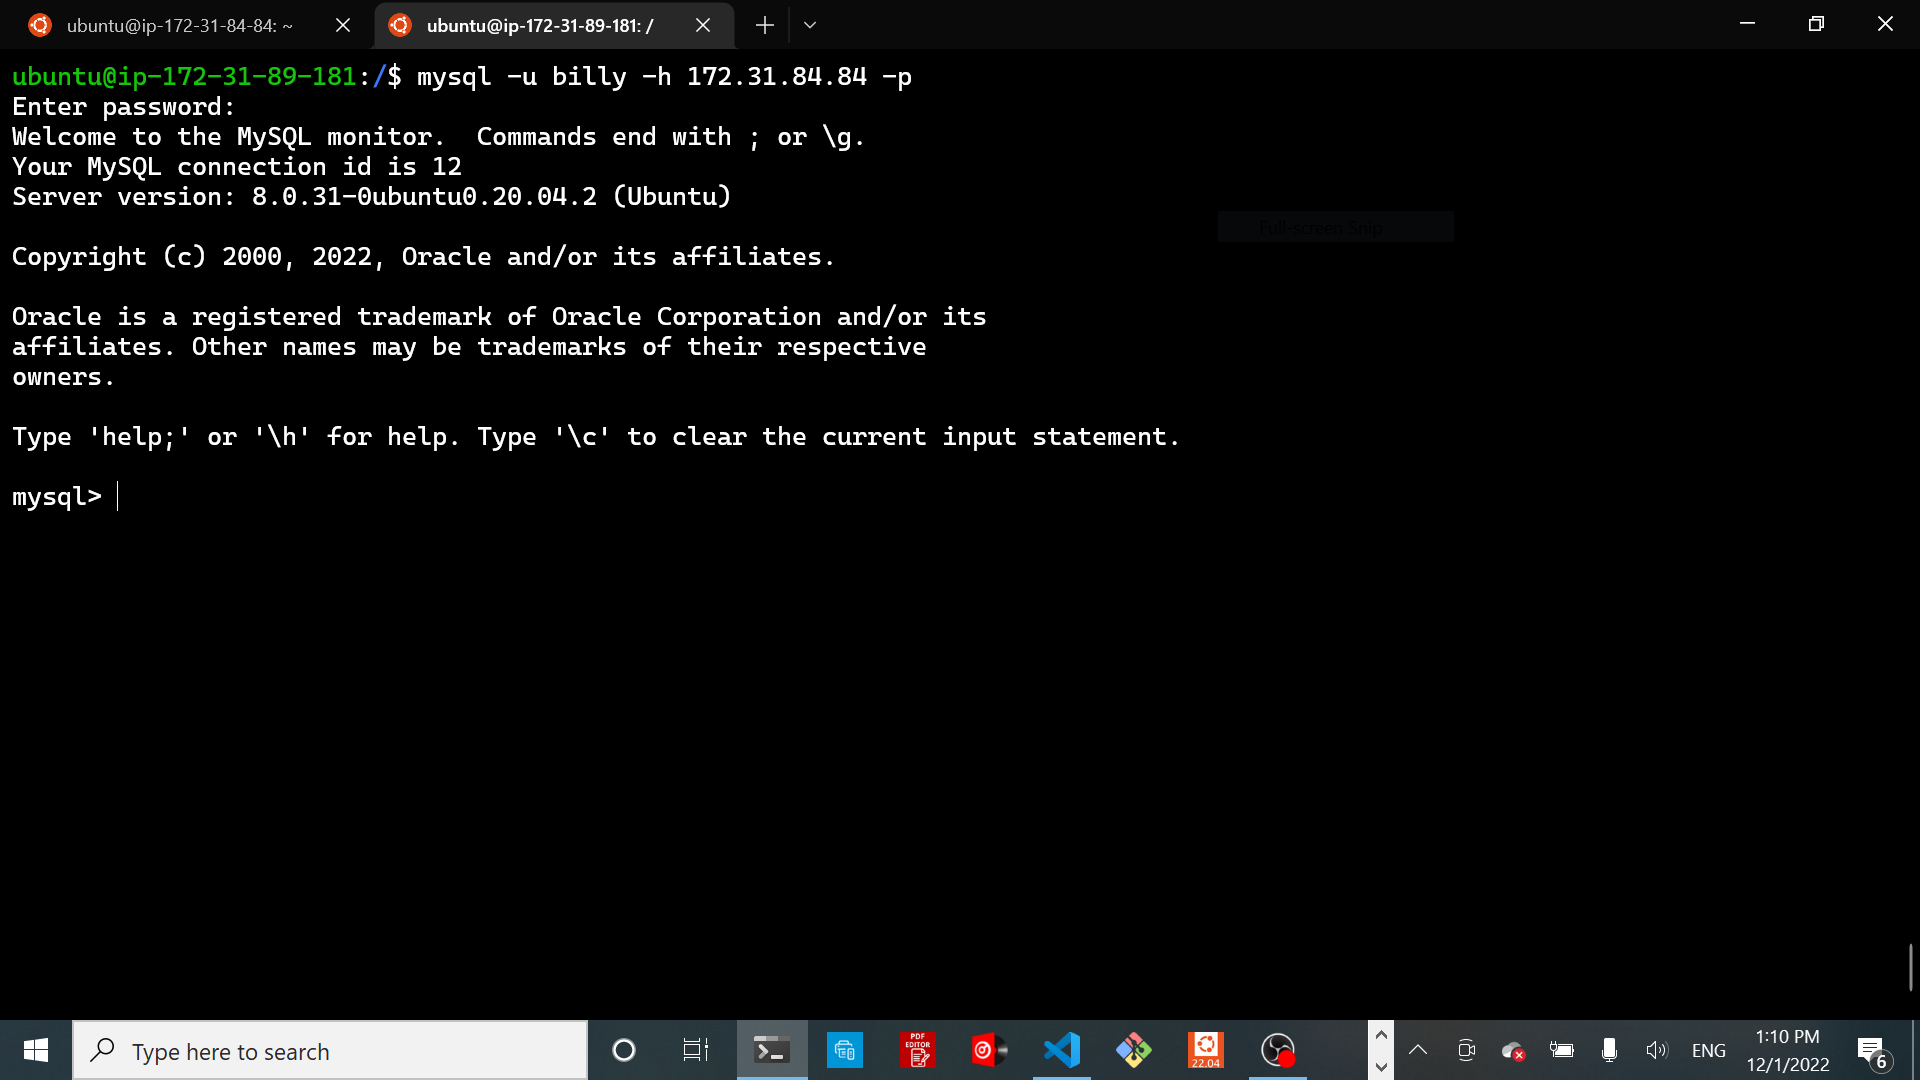 ubuntu@ip-172-31-84-84: ~
ubuntu@ip-172-31-89-181: /
ubuntu@ip-172-31-89-181:/$ mysql -u billy -h 172.31.84.84 -p
Enter password:
Welcome to the MySQL monitor.  Commands end with ; or \g.
Your MySQL connection id is 12
Server version: 8.0.31-0ubuntu0.20.04.2 (Ubuntu)
Full-screen Snip
Copyright (c) 2000, 2022, Oracle and/or its affiliates.
Oracle is a registered trademark of Oracle Corporation and/or its
affiliates. Other names may be trademarks of their respective
owners.
Type 'help;' or '\h' for help. Type '\c' to clear the current input statement.
mysql>
Type here to search
PDF
EDITOR
22.04
ENG
1:10 PM
12/1/2022
6